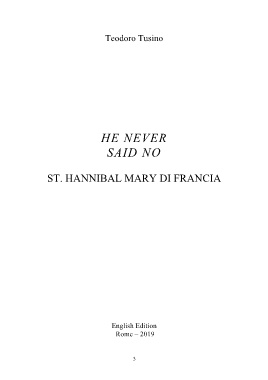 Teodoro Tusino
HE NEVER
SAID NO
ST. HANNIBAL MARY DI FRANCIA
English Edition
Rome – 2019
5